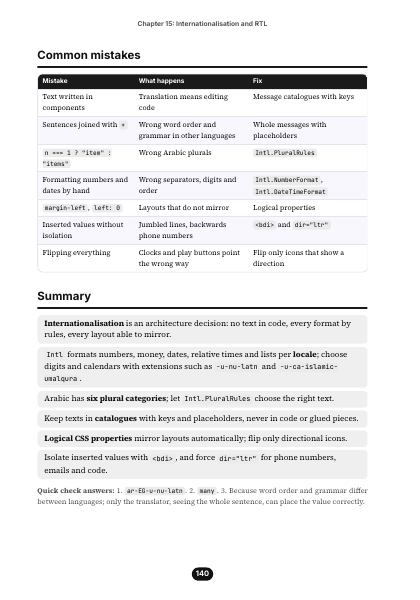 Chapter 15: Internationalisation and RTL
Common mistakes
Mistake What happens Fix
Text written in components Translation means editing code Message catalogues with keys
Sentences joined with + Wrong word order and grammar in other languages Whole messages with placeholders
n === 1 ? "item" : "items" Wrong Arabic plurals Intl.PluralRules
Formatting numbers and dates by hand Wrong separators, digits and order Intl.NumberFormat, Intl.DateTimeFormat
margin-left, left: 0 Layouts that do not mirror Logical properties
Inserted values without isolation Jumbled lines, backwards phone numbers <bdi> and dir="ltr"
Flipping everything Clocks and play buttons point the wrong way Flip only icons that show a direction
Summary
Internationalisation is an architecture decision: no text in code, every format by
rules, every layout able to mirror.
Intl formats numbers, money, dates, relative times and lists per locale; choose
digits and calendars with extensions such as -u-nu-latn and -u-ca-islamic-
umalqura.
Arabic has six plural categories; let Intl.PluralRules choose the right text.
Keep texts in catalogues with keys and placeholders, never in code or glued pieces.
Logical CSS properties mirror layouts automatically; flip only directional icons.
Isolate inserted values with <bdi>, and force dir="ltr" for phone numbers,
emails and code.
Quick check answers: 1. ar-EG-u-nu-latn. 2. many. 3. Because word order and grammar differ
between languages; only the translator, seeing the whole sentence, can place the value correctly.
140